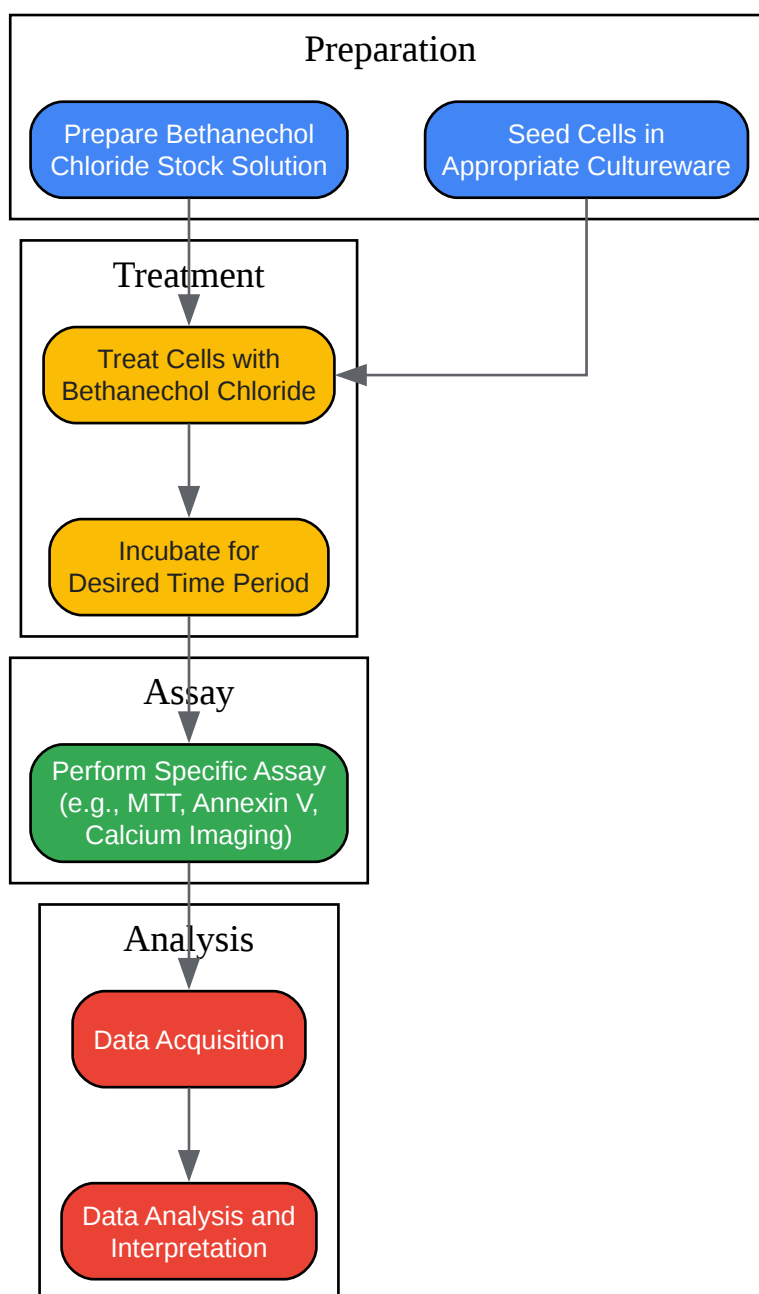 Preparation
Prepare Bethanechol
Chloride Stock Solution
Seed Cells in
Appropriate Cultureware
Treatment
Treat Cells with
Bethanechol Chloride
Incubate for
Desired Time Period
Assay
Perform Specific Assay
(e.g., MTT, Annexin V,
Calcium Imaging)
Analysis
Data Acquisition
Data Analysis and
Interpretation